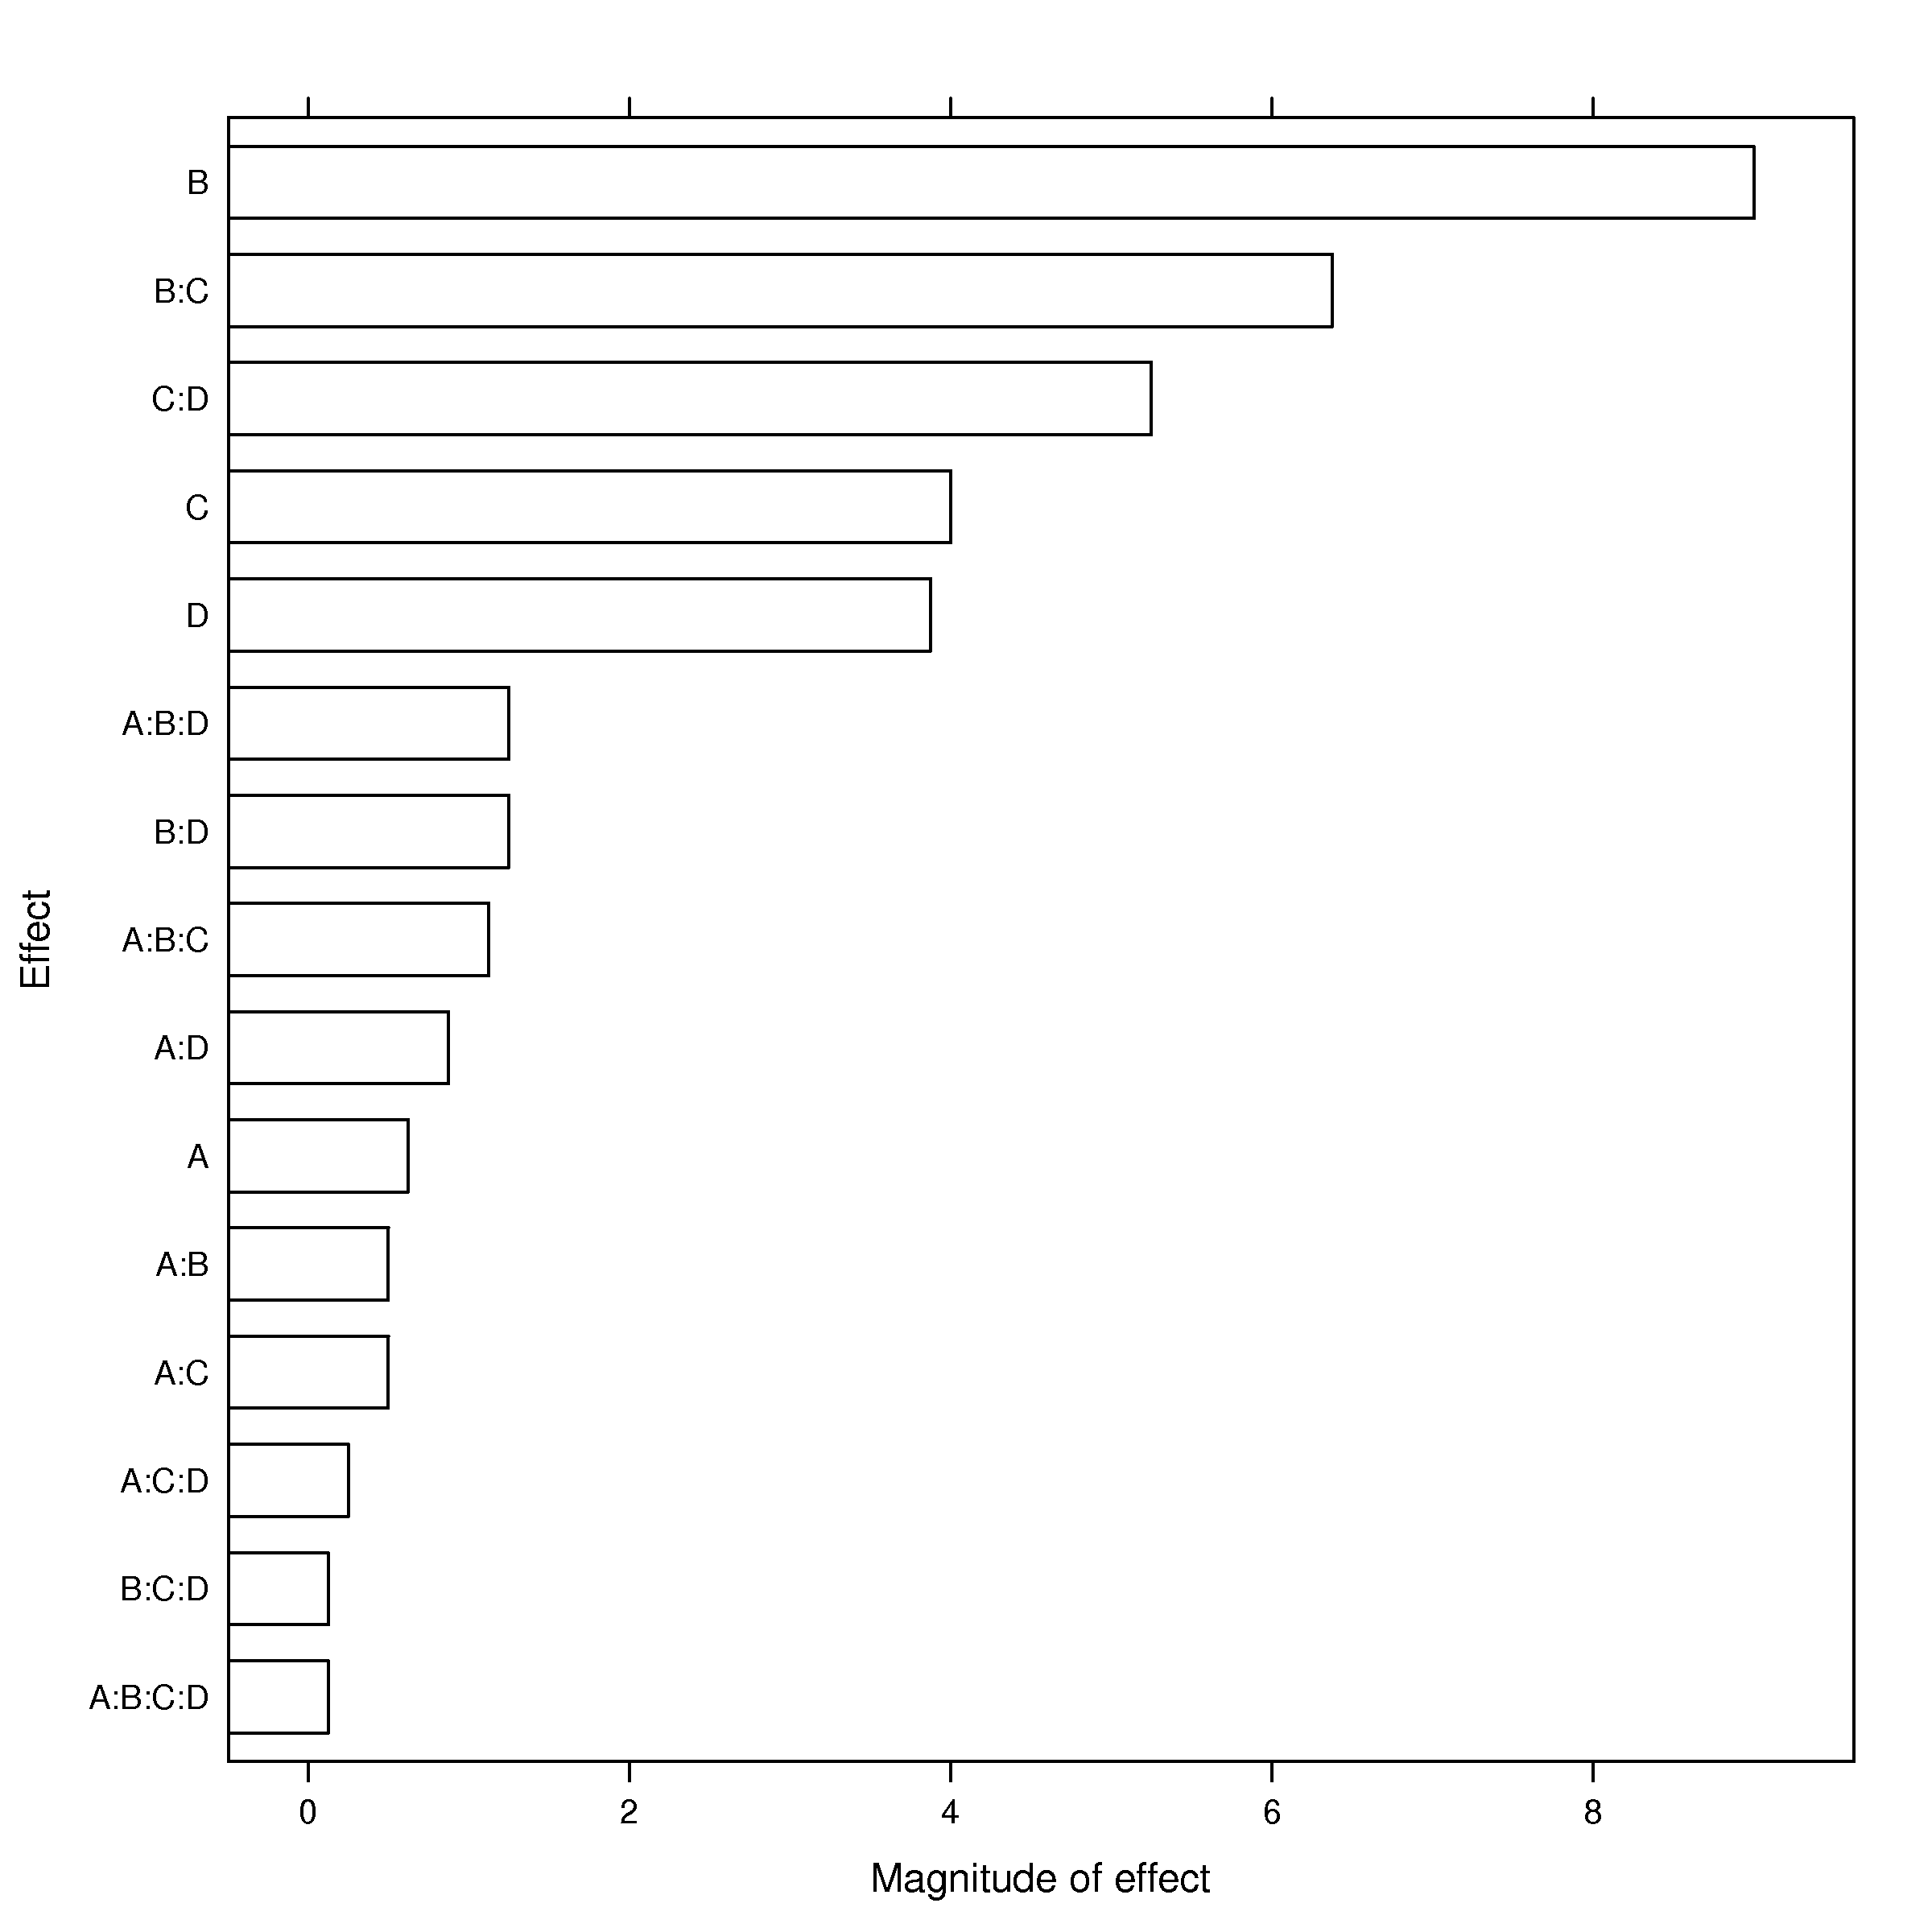 B
B:C
C:D
C
D
A:B:D
B:D
A:B:C
A:D
A
A:B
A:C
A:C:D
B:C:D
A:B:C:D
Effect
0 2 4 6 8
Magnitude of effect